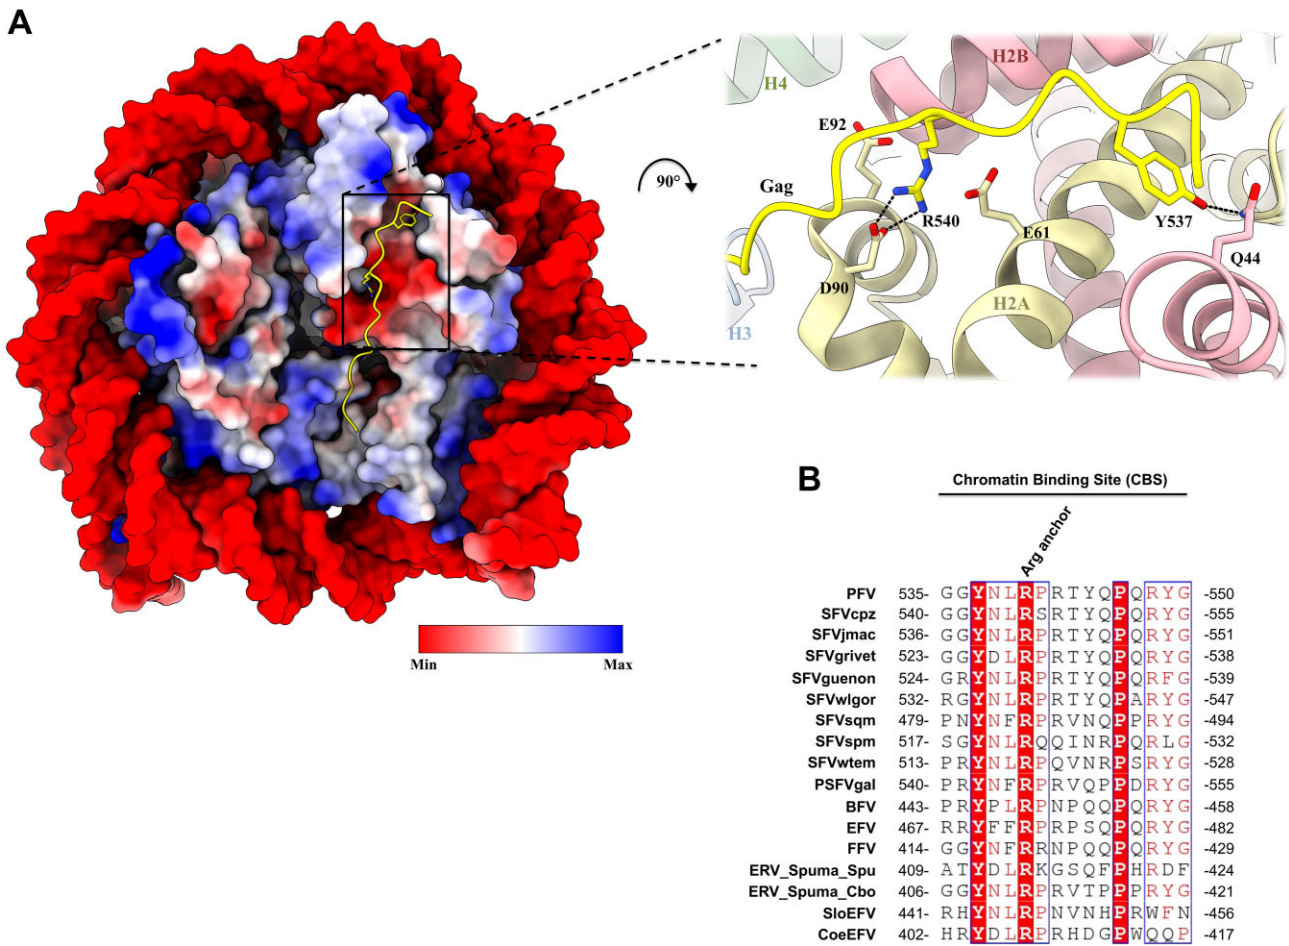 A
H4
H2B
E92
90°
Gag
R540
E61
Y537
Q44
D90
H2A
H3
Min
Max
B
Chromatin Binding Site (CBS)
Arg anchor
PFV 535- GGYNLRPRTYQPQRYG -550
SFVcpz 540- GGYNLRSRTYQPQRYG -555
SFVjmac 536- GGYNLRPRTYQPQRYG -551
SFVgrivet 523- GGYDLRPRTYQPQRYG -538
SFVguenon 524- GRYNLRPRTYQPQRFG -539
SFVwlgor 532- RGYNLRPRTYQPARYG -547
SFVsqm 479- PNYNFRPRVNQPPRYG -494
SFVspm 517- SGYNLRQQINRPQRLG -532
SFVwtem 513- PRYNLRPQVNRPSRYG -528
PSFVgal 540- PRYNFRPRVQPPDRYG -555
BFV 443- PRYPLRPNPQQPQRYG -458
EFV 467- RRYFFRPRPSQPQRYG -482
FFV 414- GGYNFRRNPQQPQRYG -429
ERV_Spuma_Spu 409- ATYDLRKGSQFPHRDF -424
ERV_Spuma_Cbo 406- GGYNLRPRVTPPPRYG -421
SloEFV 441- RHYNLRPNVNHPRWFN -456
CoeEFV 402- HRYDLRPRHDGPWQQP -417